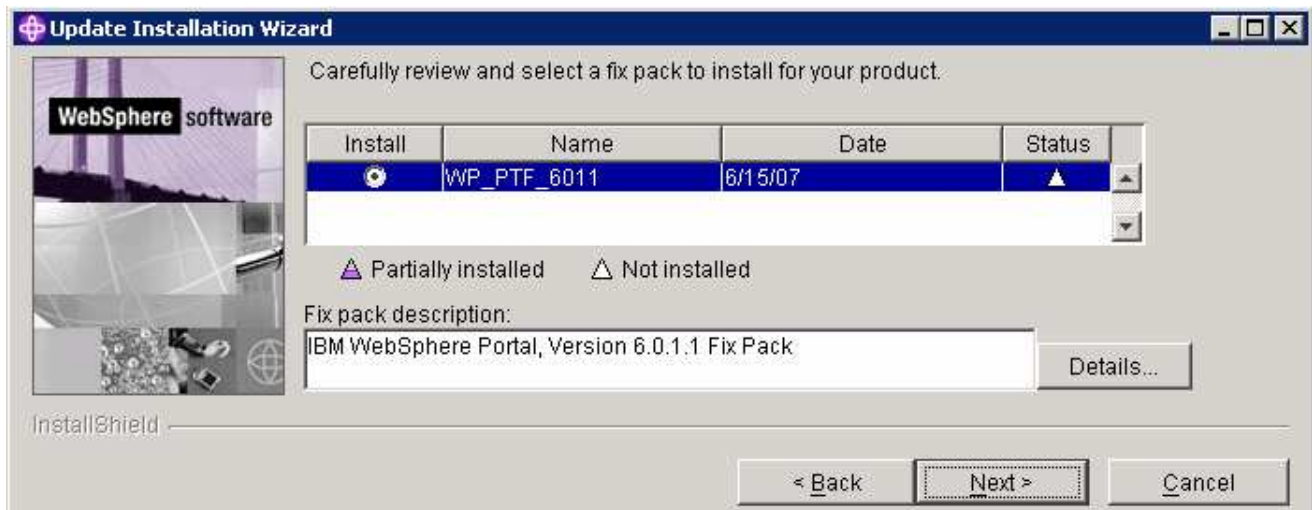 Update Installation Wizard
WebSphere software
Carefully review and select a fix pack to install for your product.
Install Name Date Status
WP_PTF_6011 6/15/07
Partially installed Not installed
Fix pack description:
IBM WebSphere Portal, Version 6.0.1.1 Fix Pack
Details...
InstallShield
< Back Next > Cancel